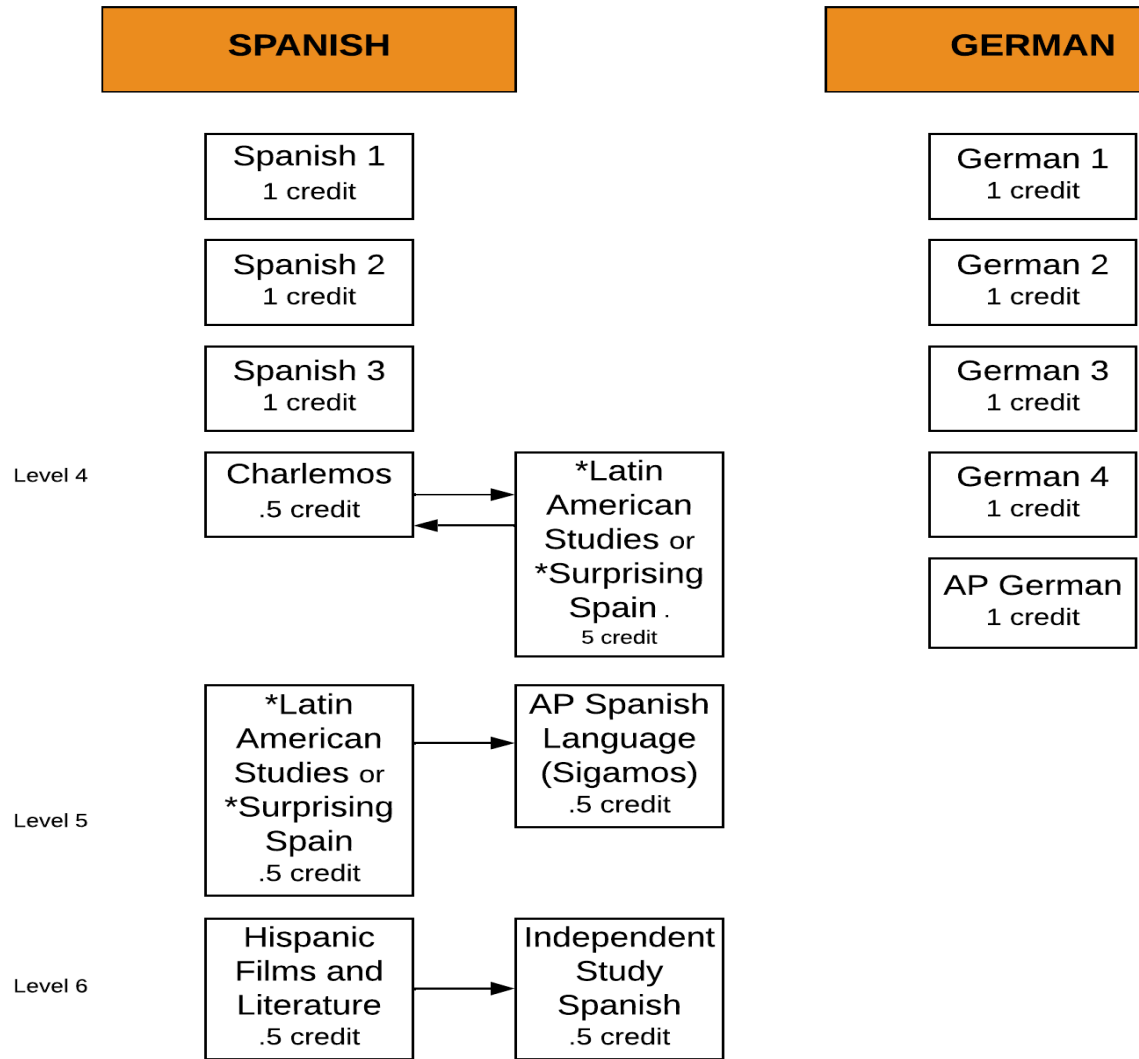 SPANISH
GERMAN
Spanish 1
1 credit
German 1
1 credit
Spanish 2
1 credit
German 2
1 credit
Spanish 3
1 credit
German 3
1 credit
Level 4
Charlemos
.5 credit
*Latin
American
Studies or
*Surprising
Spain .
5 credit
German 4
1 credit
AP German
1 credit
Level 5
*Latin
American
Studies or
*Surprising
Spain
.5 credit
AP Spanish
Language
(Sigamos)
.5 credit
Level 6
Hispanic
Films and
Literature
.5 credit
Independent
Study
Spanish
.5 credit